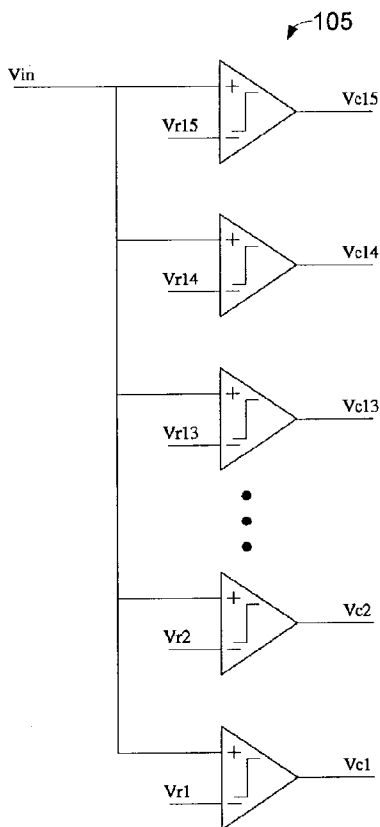 105
Vin
+
Vc15
Vr15
−
+
Vc14
Vr14
−
+
Vc13
Vr13
−
+
Vc2
Vr2
−
+
Vc1
Vr1
−